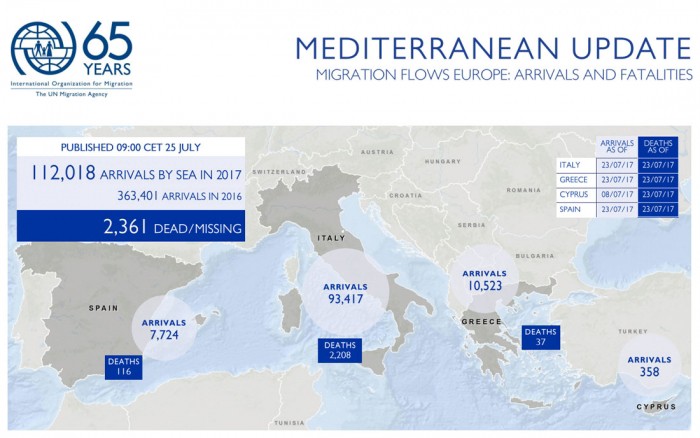 65
YEARS
International Organization for Migration
The UN Migration Agency
MEDITERRANEAN UPDATE
MIGRATION FLOWS EUROPE: ARRIVALS AND FATALITIES
PUBLISHED 09:00 CET 25 JULY
112,018 ARRIVALS BY SEA IN 2017
363,401 ARRIVALS IN 2016
2,361 DEAD/MISSING
ARRIVALS AS OF DEATHS AS OF
ITALY 23/07/17 23/07/17
GREECE 23/07/17 23/07/17
CYPRUS 08/07/17 23/07/17
SPAIN 23/07/17 23/07/17
AUSTRIA
SWITZERLAND
HUNGARY
CROATIA
ROMANIA
SERBIA
BULGARIA
ITALY
ARRIVALS
93,417
DEATHS
2,208
ARRIVALS
10,523
GREECE
DEATHS
37
SPAIN
ARRIVALS
7,724
DEATHS
116
TURKEY
ARRIVALS
358
CYPRUS
ALGERIA
TUNISIA